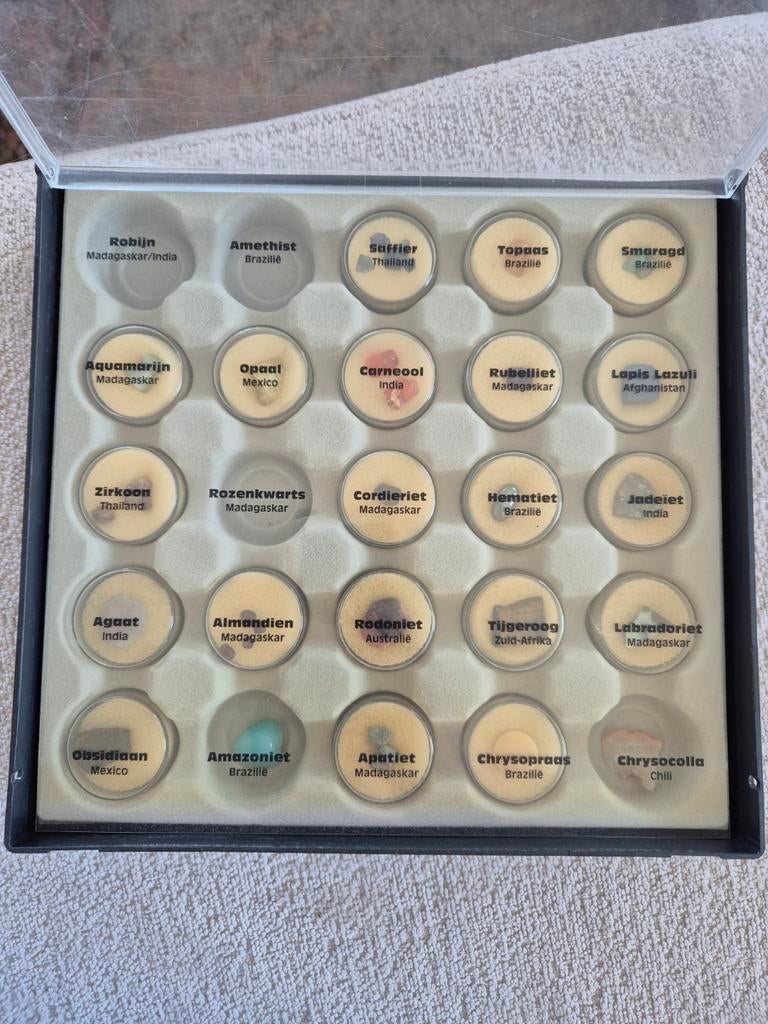 Robijn
Madagaskar/India
Amethist
Brazilië
Saffier
Thailand
Topaas
Brazilië
Smaragd
Brazilië
Aquamarijn
Madagaskar
Opaal
Mexico
Carneool
India
Rubelliet
Madagaskar
Lapis Lazuli
Afghanistan
Zirkoon
Thailand
Rozenkwarts
Madagaskar
Cordieriet
Madagaskar
Hematiet
Brazilië
Jadeïet
India
Agaat
India
Almandien
Madagaskar
Rodoniet
Australië
Tijgeroog
Zuid-Afrika
Labradoriet
Madagaskar
Obsidiaan
Mexico
Amazoniet
Brazilië
Apatiet
Madagaskar
Chrysopraas
Brazilië
Chrysocolla
Chili